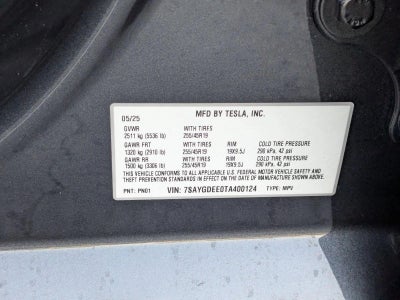 05/25 MFD BY TESLA, INC.
GVWR WITH TIRES
2511 kg (5536 lb) 255/45R19
GAWR FRT WITH TIRES RIM COLD TIRE PRESSURE
1320 kg (2910 lb) 255/45R19 19X9.5J 290 kPa, 42 psi
GAWR RR WITH TIRES RIM COLD TIRE PRESSURE
1500 kg (3306 lb) 255/45R19 19X9.5J 290 kPa, 42 psi
THIS VEHICLE CONFORMS TO ALL APPLICABLE U.S. FEDERAL MOTOR VEHICLE SAFETY AND
THEFT PREVENTION STANDARDS IN EFFECT ON THE DATE OF MANUFACTURE SHOWN ABOVE.
PNT: PN01 VIN: 7SAYGDEE0TA400124 TYPE: MPV